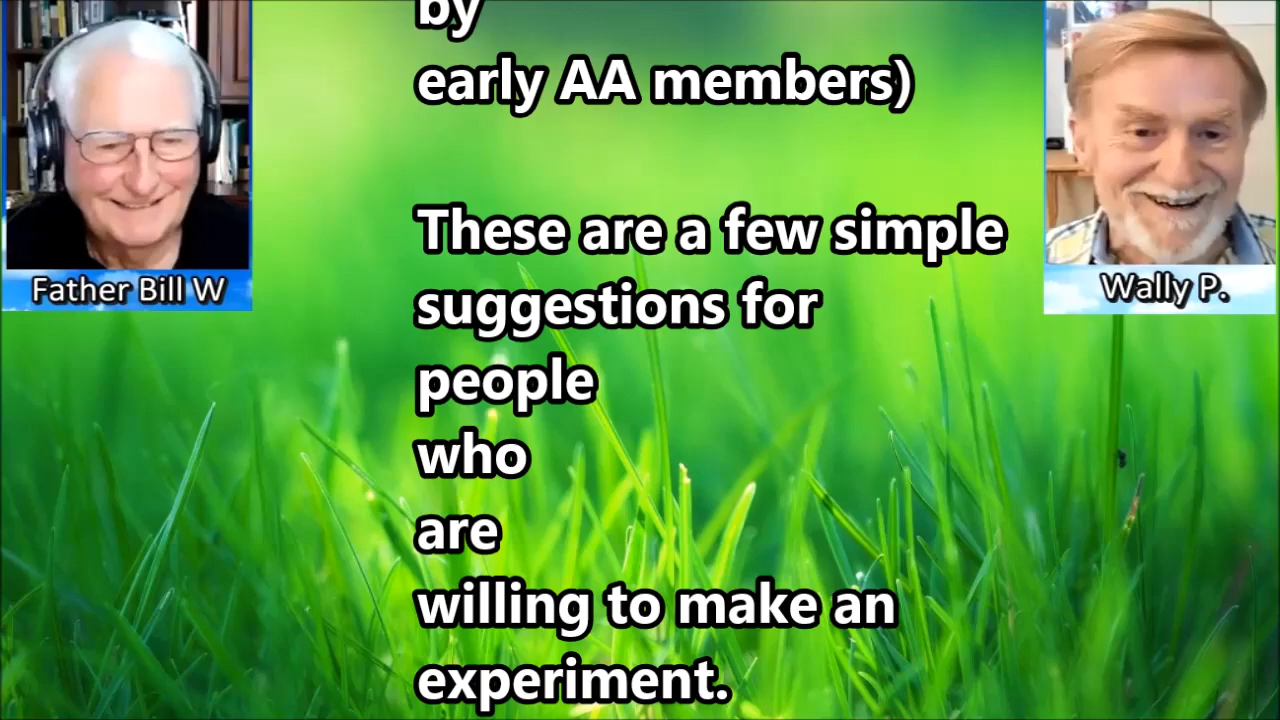 by
early AA members)
These are a few simple
suggestions for
people
who
are
willing to make an
experiment.
Father Bill W
Wally P.